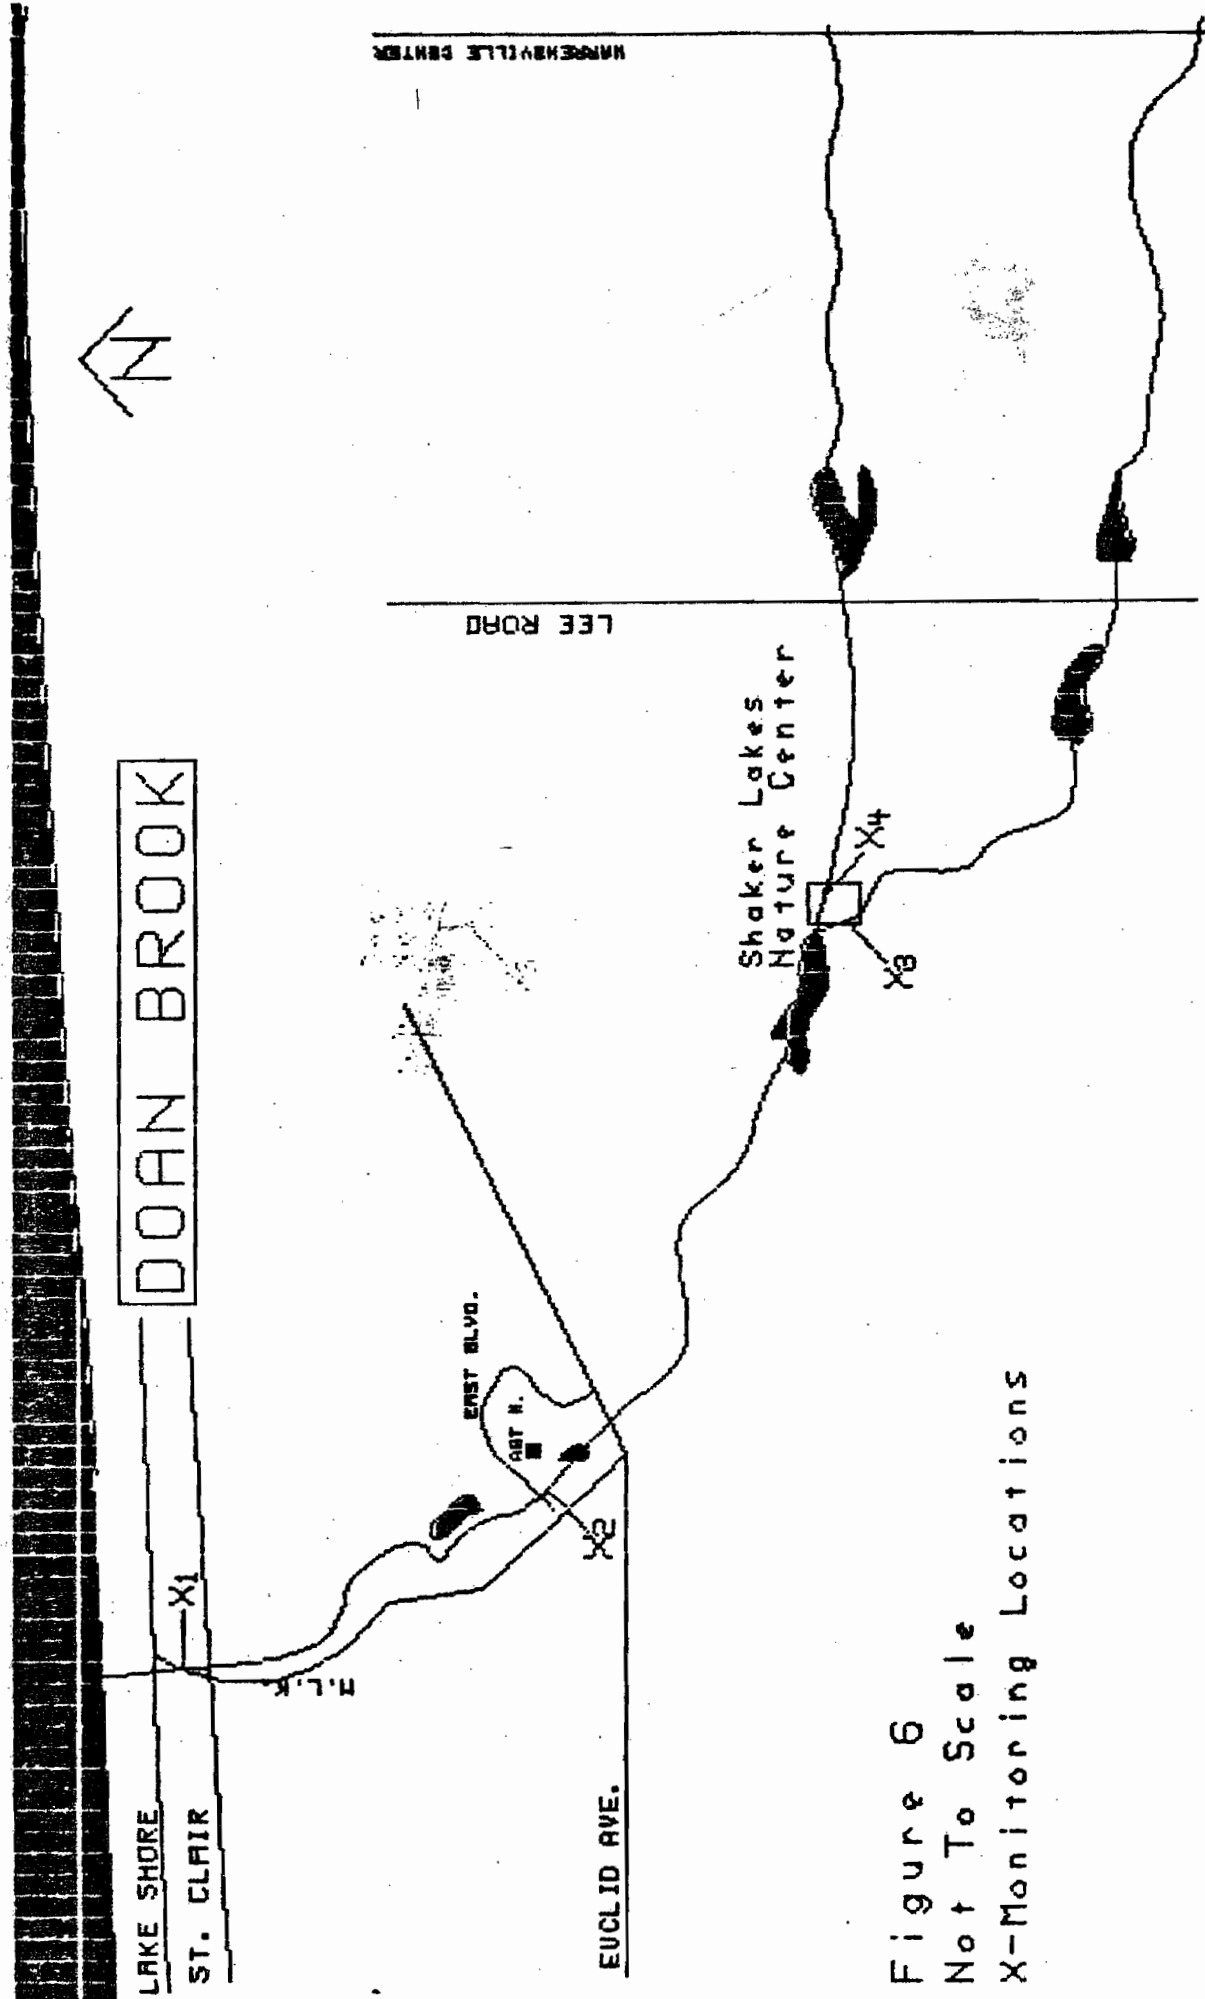 WARRENSVILLE CENTER
N
LEE ROAD
DOAN BROOK
Shaker Lakes
Nature Center
X4
X3
EAST BLVD.
ART M.
X2
X1
M.L.K
LAKE SHORE
ST. CLAIR
EUCLID AVE.
Figure 6
Not To Scale
X-Monitoring Locations